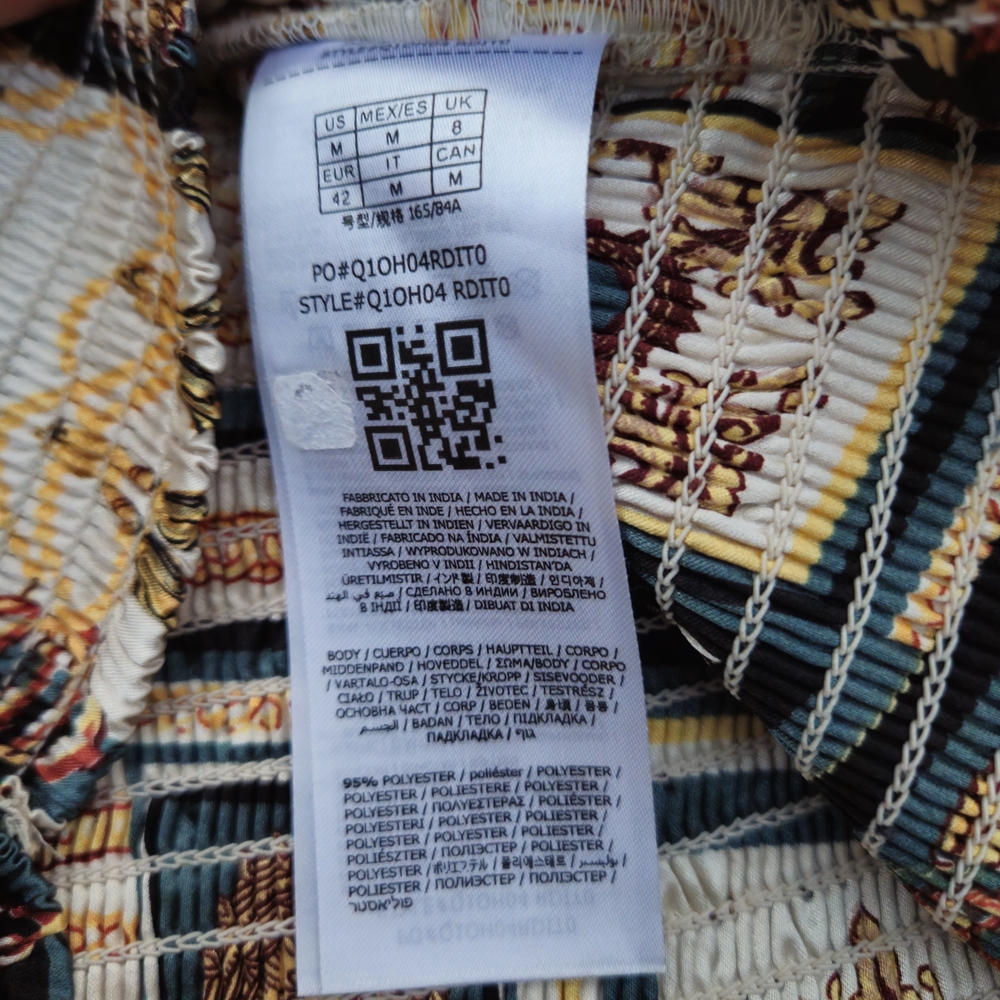 US MEX/ES UK
M M 8
EUR IT CAN
42 M M
号型/规格 165/84A
PO#Q1OH04RDIT0
STYLE#Q1OH04 RDIT0
FABBRICATO IN INDIA / MADE IN INDIA /
FABRIQUÉ EN INDE / HECHO EN LA INDIA /
HERGESTELLT IN INDIEN / VERVAARDIGD IN
INDIË / FABRICADO NA ÍNDIA / VALMISTETTU
INTIASSA / WYPRODUKOWANO W INDIACH /
VYROBENO V INDII / HINDISTAN'DA
ÜRETILMISTIR / インド製 / 印度制造 / 인디아제 /
صنع في الهند / СДЕЛАНО В ИНДИИ / ВИРОБЛЕНО
В ІНДІЇ / 印度製造 / DIBUAT DI INDIA
BODY / CUERPO / CORPS / HAUPTTEIL / CORPO /
MIDDENPAND / HOVEDDEL / ΣΩΜΑ/BODY / CORPO
/ VARTALO-OSA / STYCKE/KROPP / SISEVOODER /
CIAŁO / TRUP / TELO / ŽIVOTEC / TESTRÉSZ /
ОСНОВНА ЧАСТ / CORP / BEDEN / 身頃 / 몸통 /
الجسم / BADAN / ТЕЛО / ПІДКЛАДКА /
ПАДКЛАДКА / גוף
95% POLYESTER / poliéster / POLYESTER /
POLYESTER / POLIESTERE / POLYESTER /
POLYESTER / ΠΟΛΥΕΣΤΕΡΑΣ / POLIÉSTER /
POLYESTERI / POLYESTER / POLÜESTER /
POLYESTER / POLYESTER / POLIESTER /
POLIÉSZTER / ПОЛІЭСТЕР / POLIESTER /
POLYESTER / ポリエステル / 폴리에스테르 / بوليستر /
POLIESTER / ПОЛИЭСТЕР / ПОЛІЭСТЕР /
פוליאסטר